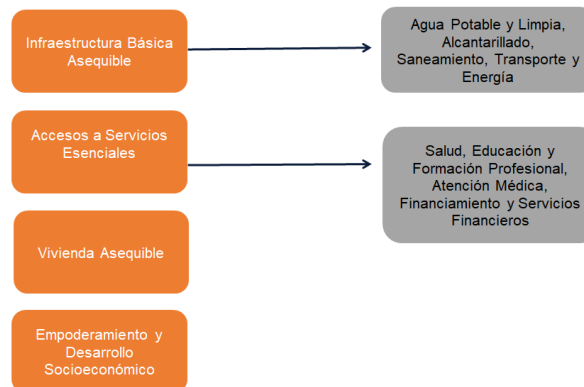 Infraestructura Básica
Asequible
Agua Potable y Limpia,
Alcantarillado,
Saneamiento, Transporte y
Energía
Accesos a Servicios
Esenciales
Salud, Educación y
Formación Profesional,
Atención Médica,
Financiamiento y Servicios
Financieros
Vivienda Asequible
Empoderamiento y
Desarrollo
Socioeconómico